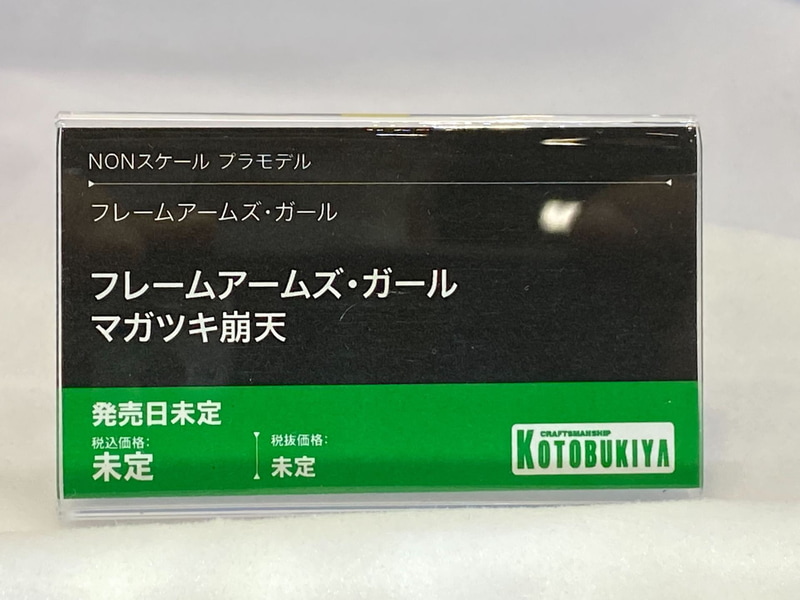 NONスケール プラモデル
フレームアームズ・ガール
フレームアームズ・ガール
マガツキ崩天
発売日未定
税込価格:
未定
税抜価格:
未定
CRAFTSMANSHIP
KOTOBUKIYA